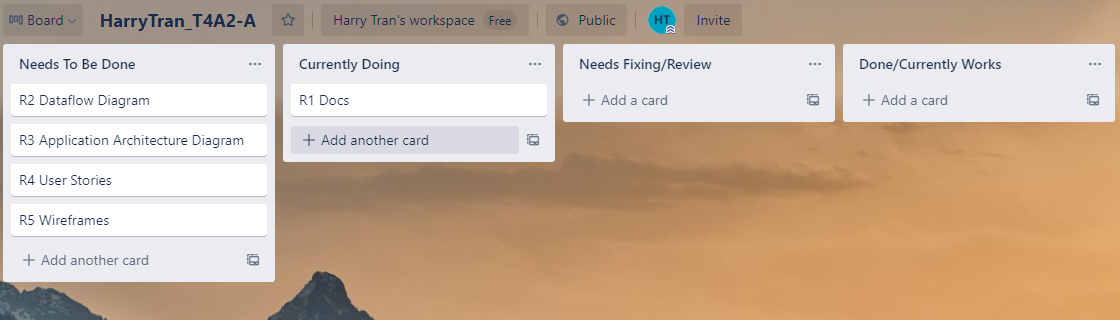 Board
HarryTran_T4A2-A
Harry Tran's workspace
Free
Public
HT
Invite
Needs To Be Done
R2 Dataflow Diagram
R3 Application Architecture Diagram
R4 User Stories
R5 Wireframes
+ Add another card
Currently Doing
R1 Docs
+ Add another card
Needs Fixing/Review
+ Add a card
Done/Currently Works
+ Add a card